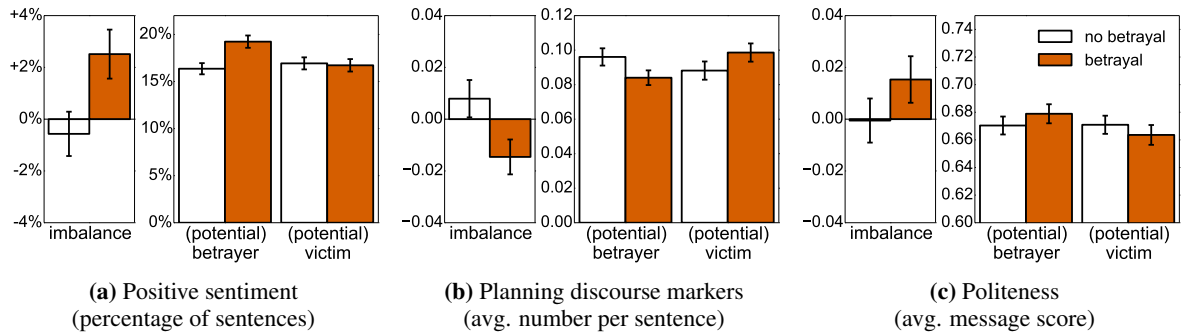 +4%
+2%
0%
-2%
-4%
imbalance
20%
15%
10%
5%
0%
(potential) betrayer
(potential) victim
(a) Positive sentiment
(percentage of sentences)
0.04
0.02
0.00
−0.02
−0.04
imbalance
0.12
0.10
0.08
0.06
0.04
0.02
0.00
(potential) betrayer
(potential) victim
(b) Planning discourse markers
(avg. number per sentence)
0.04
0.02
0.00
−0.02
−0.04
imbalance
0.74
0.72
0.70
0.68
0.66
0.64
0.62
0.60
no betrayal
betrayal
(potential) betrayer
(potential) victim
(c) Politeness
(avg. message score)